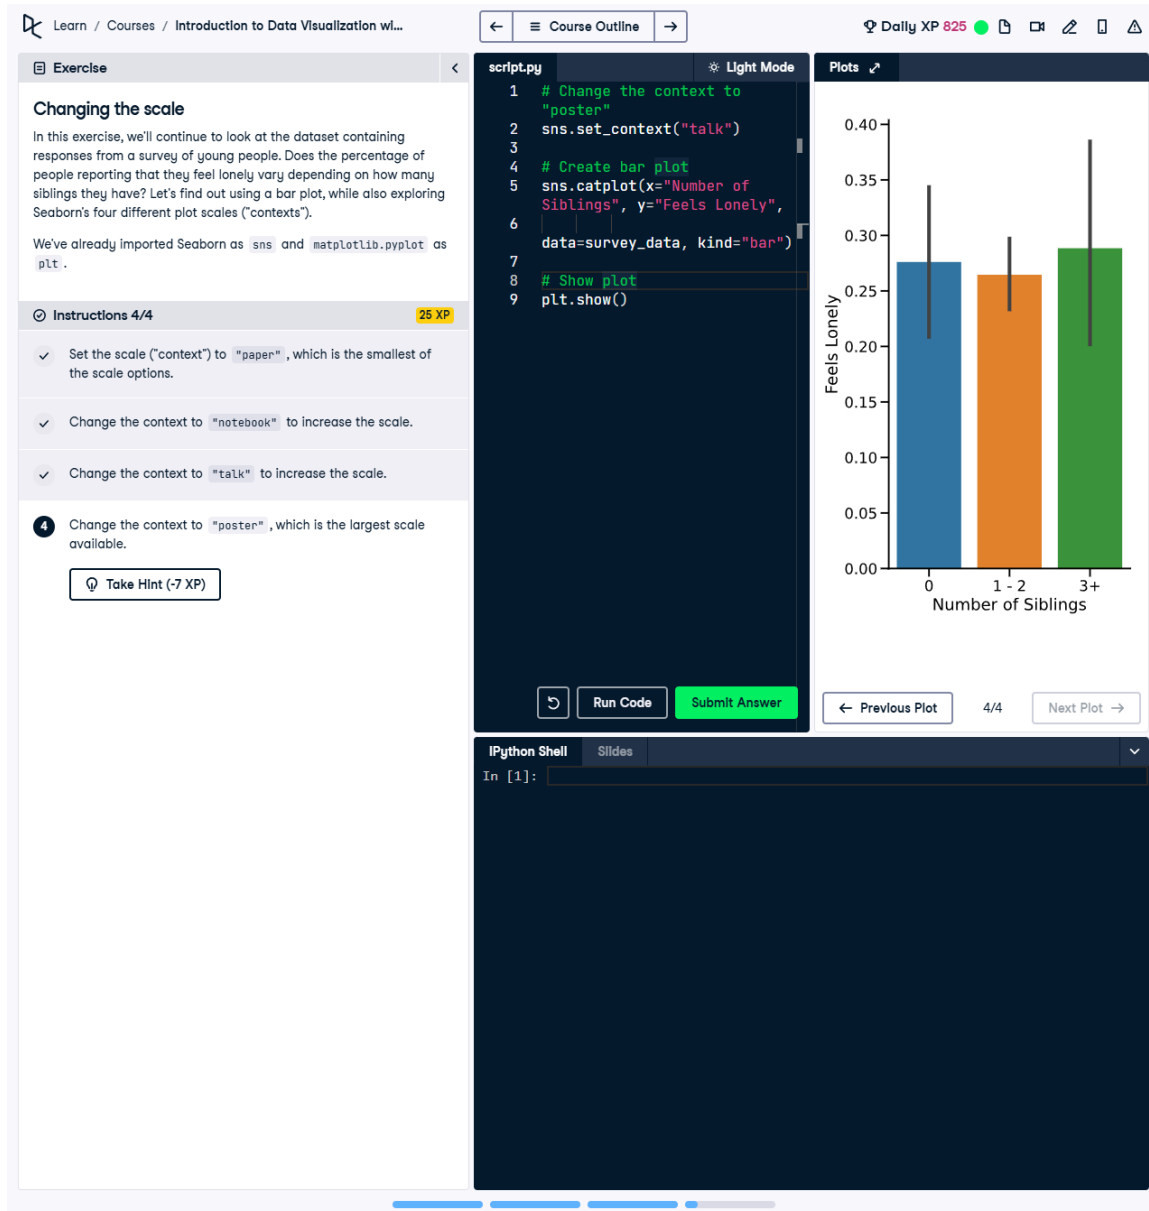 Learn / Courses / Introduction to Data Visualization wi...
Course Outline
Daily XP 825
Exercise
Changing the scale
In this exercise, we'll continue to look at the dataset containing
responses from a survey of young people. Does the percentage of
people reporting that they feel lonely vary depending on how many
siblings they have? Let's find out using a bar plot, while also exploring
Seaborn's four different plot scales ("contexts").
We've already imported Seaborn as sns and matplotlib.pyplot as
plt.
Instructions 4/4
25 XP
Set the scale ("context") to "paper", which is the smallest of
the scale options.
Change the context to "notebook" to increase the scale.
Change the context to "talk" to increase the scale.
4
Change the context to "poster", which is the largest scale
available.
Take Hint (-7 XP)
script.py
Light Mode
1 # Change the context to
"poster"
2 sns.set_context("talk")
3
4 # Create bar plot
5 sns.catplot(x="Number of
Siblings", y="Feels Lonely",
6
data=survey_data, kind="bar")
7
8 # Show plot
9 plt.show()
Run Code
Submit Answer
Plots
0.40
0.35
0.30
0.25
0.20
0.15
0.10
0.05
0.00
Feels Lonely
0 1 - 2 3+
Number of Siblings
Previous Plot
4/4
Next Plot
IPython Shell
Slides
In [1]: